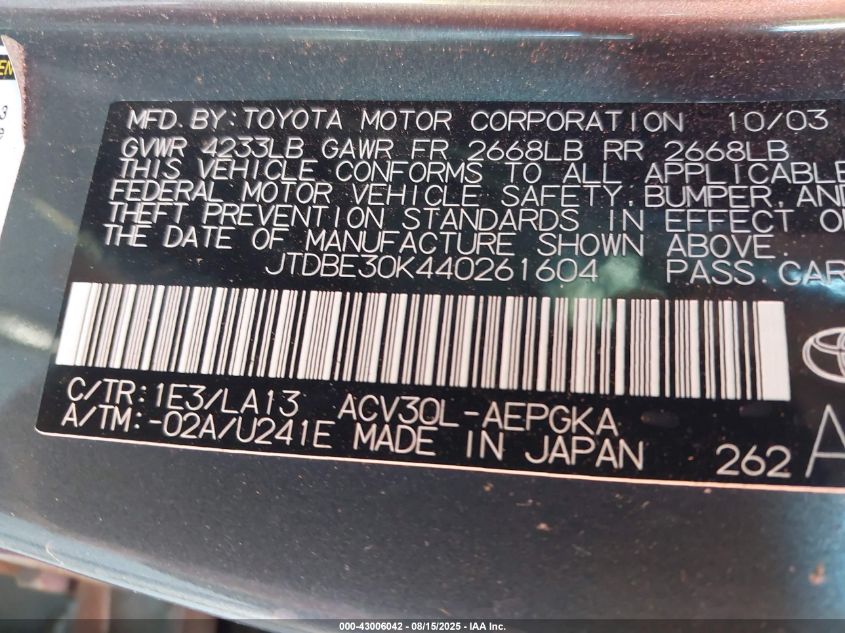 MFD. BY: TOYOTA MOTOR CORPORATION 10/03
GVWR 4233LB GAWR FR 2668LB RR 2668LB
THIS VEHICLE CONFORMS TO ALL APPLICABLE
FEDERAL MOTOR VEHICLE SAFETY, BUMPER, AND
THEFT PREVENTION STANDARDS IN EFFECT
THE DATE OF MANUFACTURE SHOWN ABOVE
JTDBE30K440261604 PASS. CAR
C/TR: 1E3/LA13 ACV30L-AEPGKA
A/TM: -02A/U241E MADE IN JAPAN 262 A
000-43006042 - 08/15/2025 - IAA Inc.